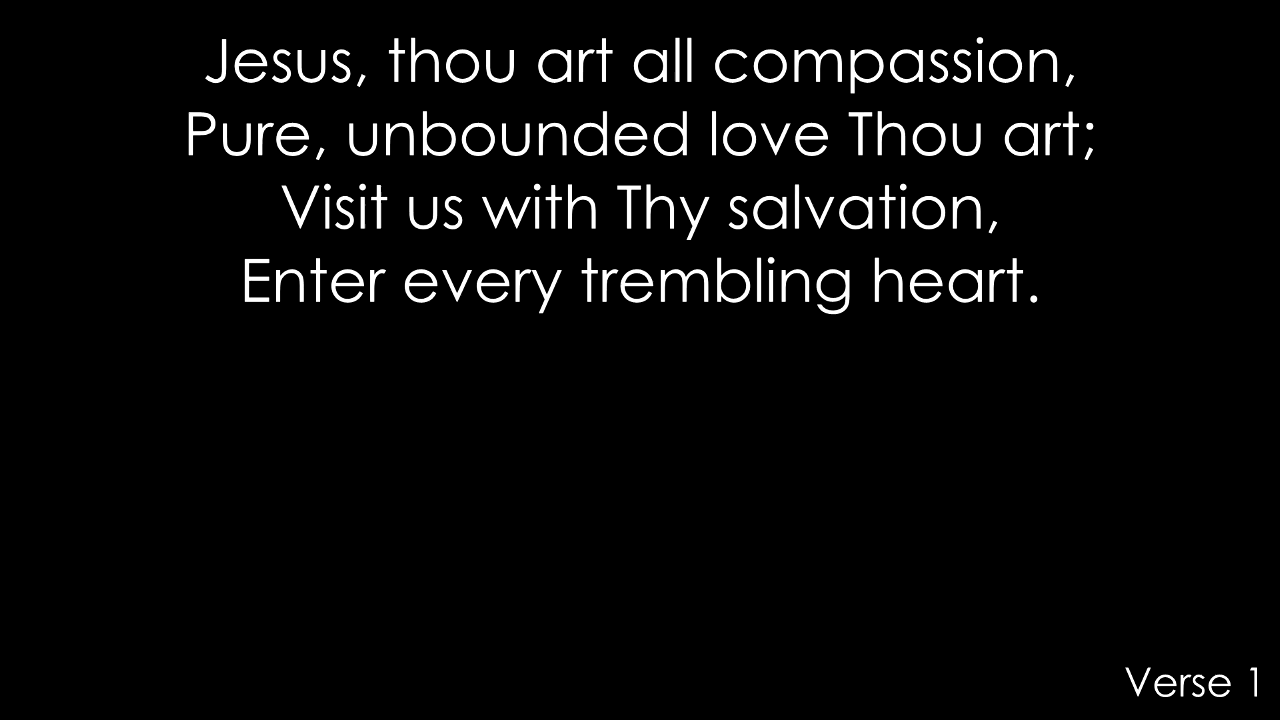 Jesus, thou art all compassion,
Pure, unbounded love Thou art;
Visit us with Thy salvation,
Enter every trembling heart.
Verse 1